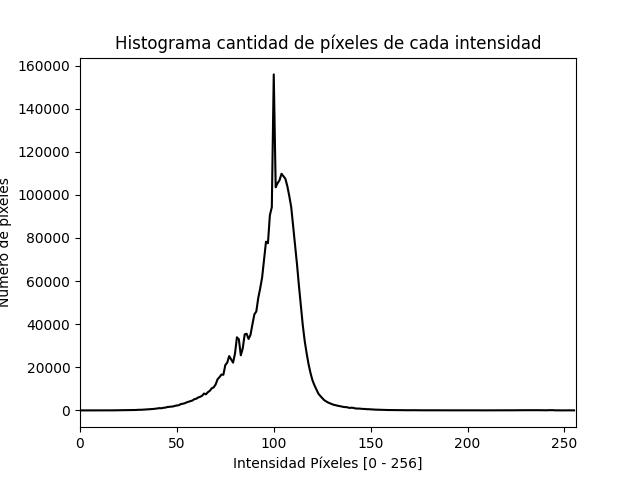 Histograma cantidad de píxeles de cada intensidad
160000
140000
120000
100000
80000
60000
40000
20000
0
Número de píxeles
0 50 100 150 200 250
Intensidad Píxeles [0 - 256]